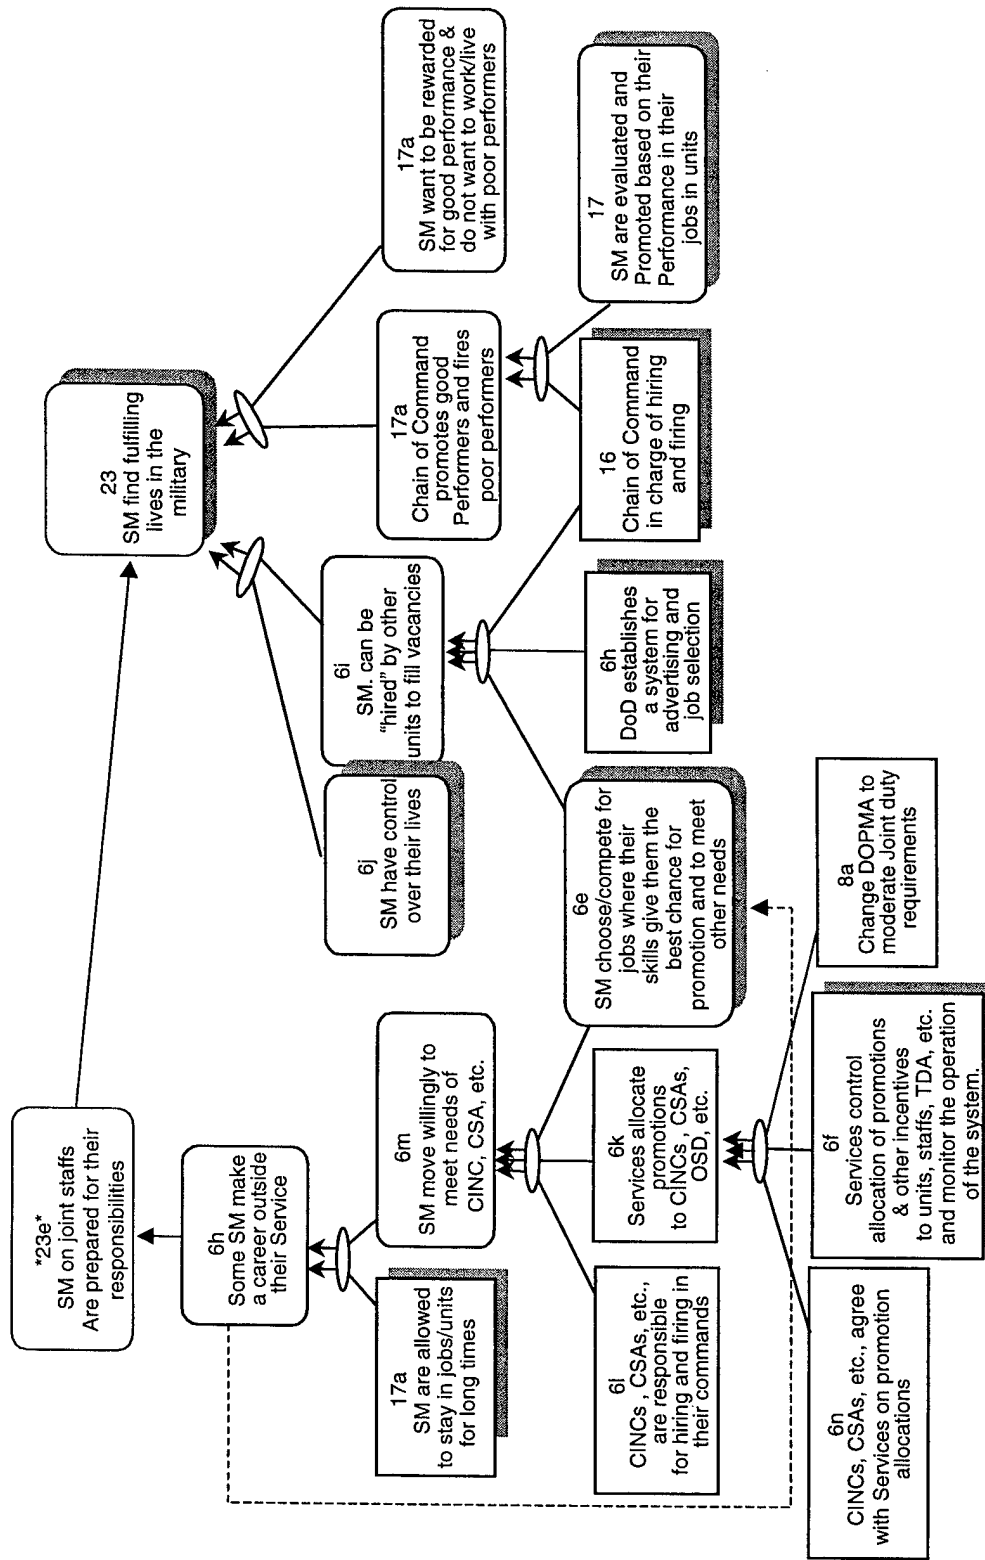 *23e*
SM on joint staffs
Are prepared for their
responsibilities
23
SM find fulfilling
lives in the
military
6h
Some SM make
a career outside
their Service
17a
SM are allowed
to stay in jobs/units
for long times
6m
SM move willingly to
meet needs of
CINC, CSA, etc.
6j
SM have control
over their lives
6i
SM. can be
"hired" by other
units to fill vacancies
17a
Chain of Command
promotes good
Performers and fires
poor performers
17a
SM want to be rewarded
for good performance &
do not want to work/live
with poor performers
6l
CINCs , CSAs, etc.,
are responsible
for hiring and firing in
their commands
6k
Services allocate
promotions
to CINCs, CSAs,
OSD, etc.
6e
SM choose/compete for
jobs where their
skills give them the
best chance for
promotion and to meet
other needs
6h
DoD establishes
a system for
advertising and
job selection
16
Chain of Command
in charge of hiring
and firing
17
SM are evaluated and
Promoted based on their
Performance in their
jobs in units
6n
CINCs, CSAs, etc., agree
with Services on promotion
allocations
6f
Services control
allocation of promotions
& other incentives
to units, staffs, TDA, etc.
and monitor the operation
of the system.
8a
Change DOPMA to
moderate Joint duty
requirements